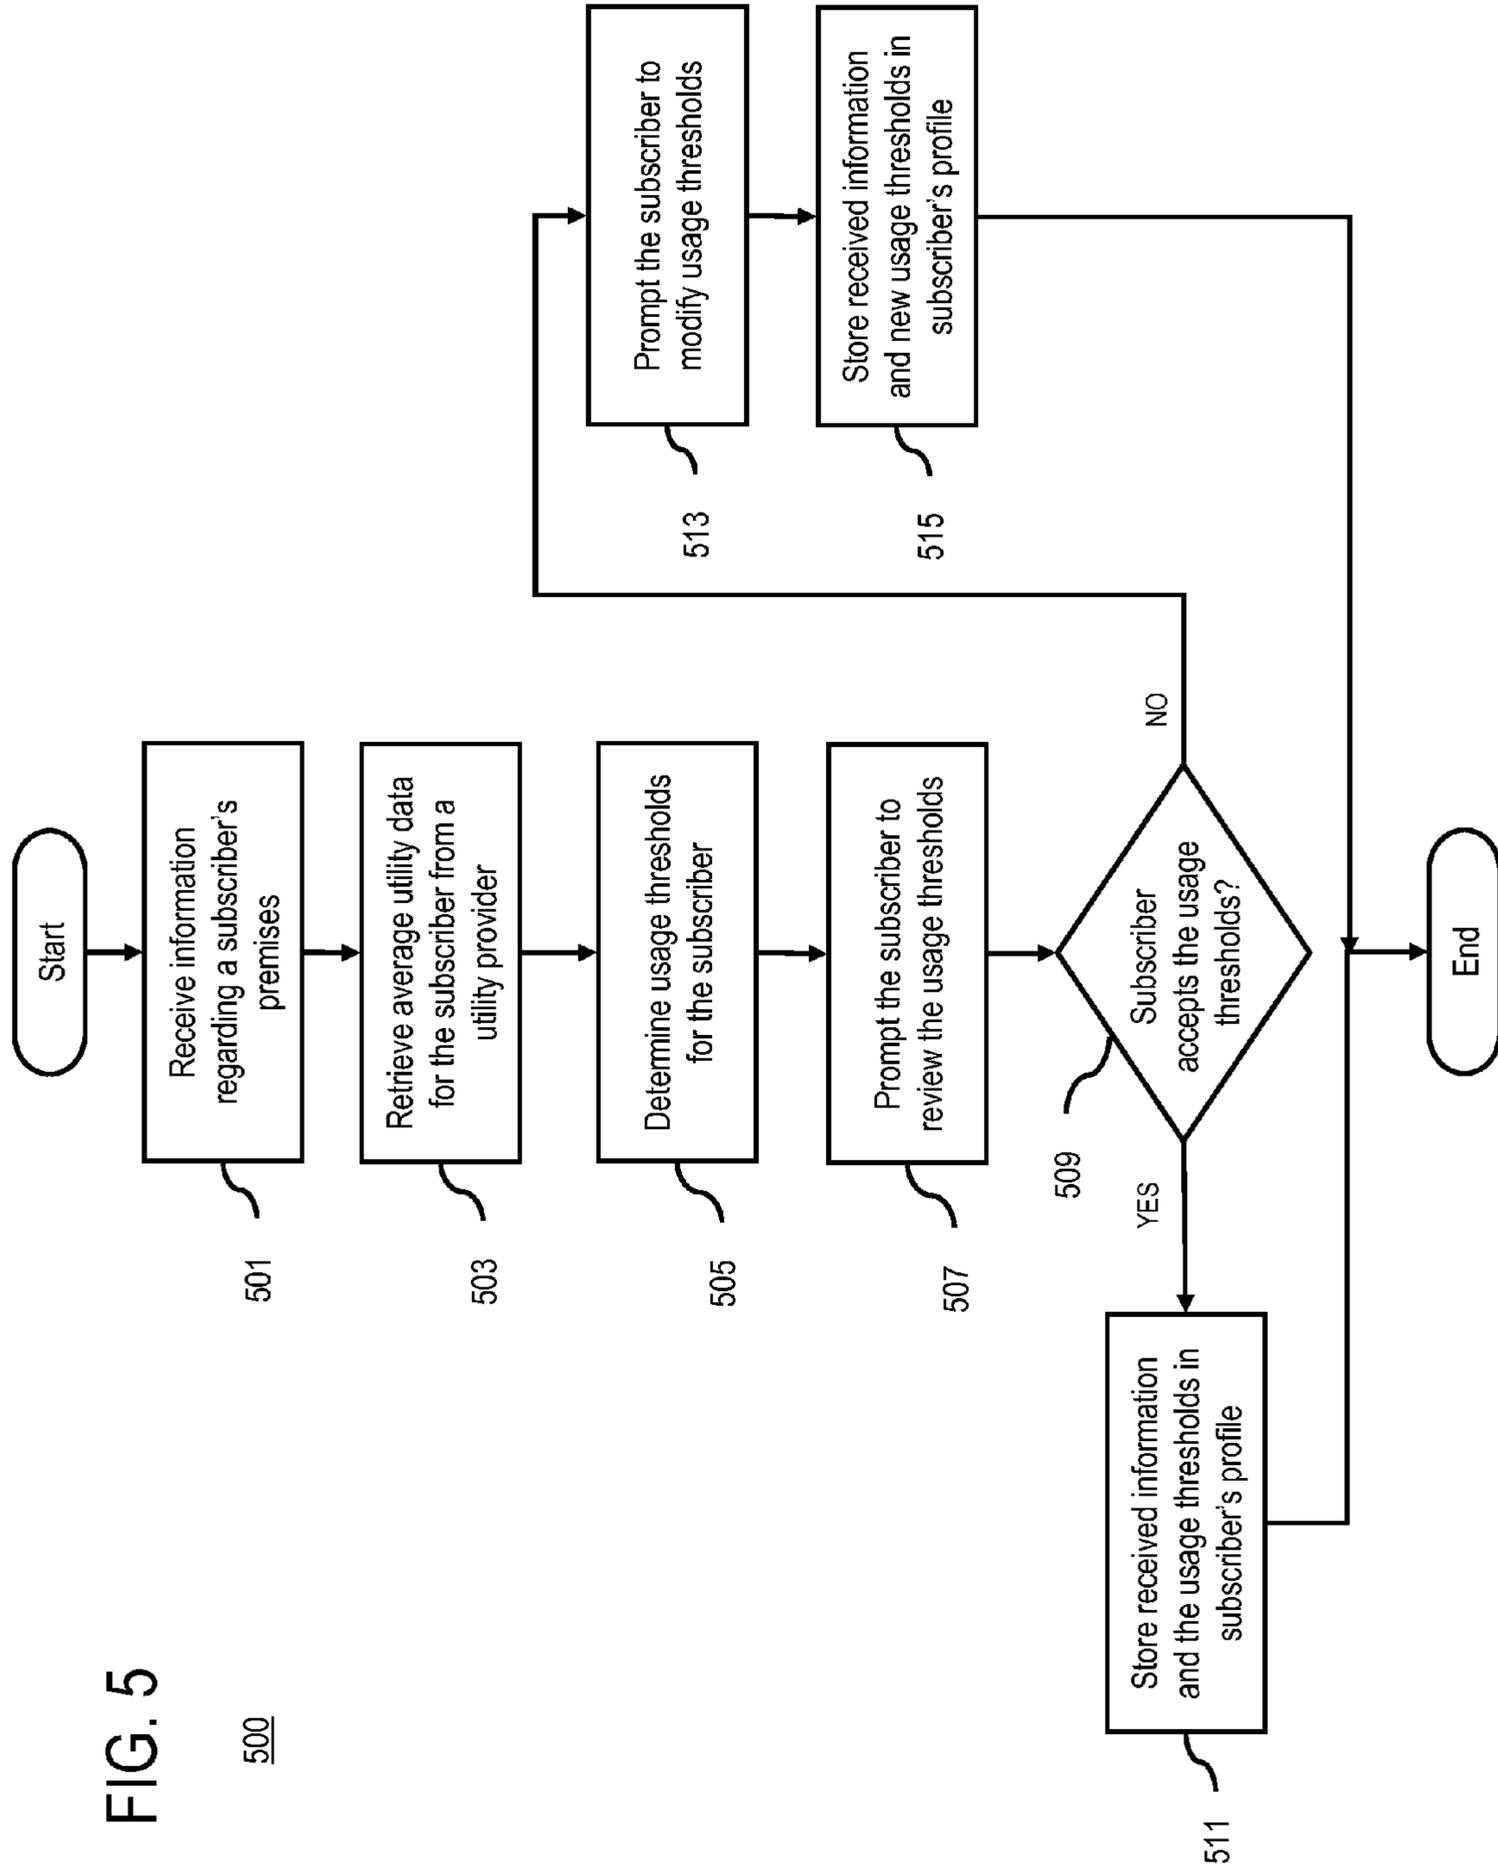 FIG. 5
500
Start
Receive information
regarding a subscriber's
premises
501
Retrieve average utility data
for the subscriber from a
utility provider
503
Determine usage thresholds
for the subscriber
505
Prompt the subscriber to
review the usage thresholds
507
Subscriber
accepts the usage
thresholds?
509
YES
NO
Store received information
and the usage thresholds in
subscriber's profile
511
Prompt the subscriber to
modify usage thresholds
513
Store received information
and new usage thresholds in
subscriber's profile
515
End